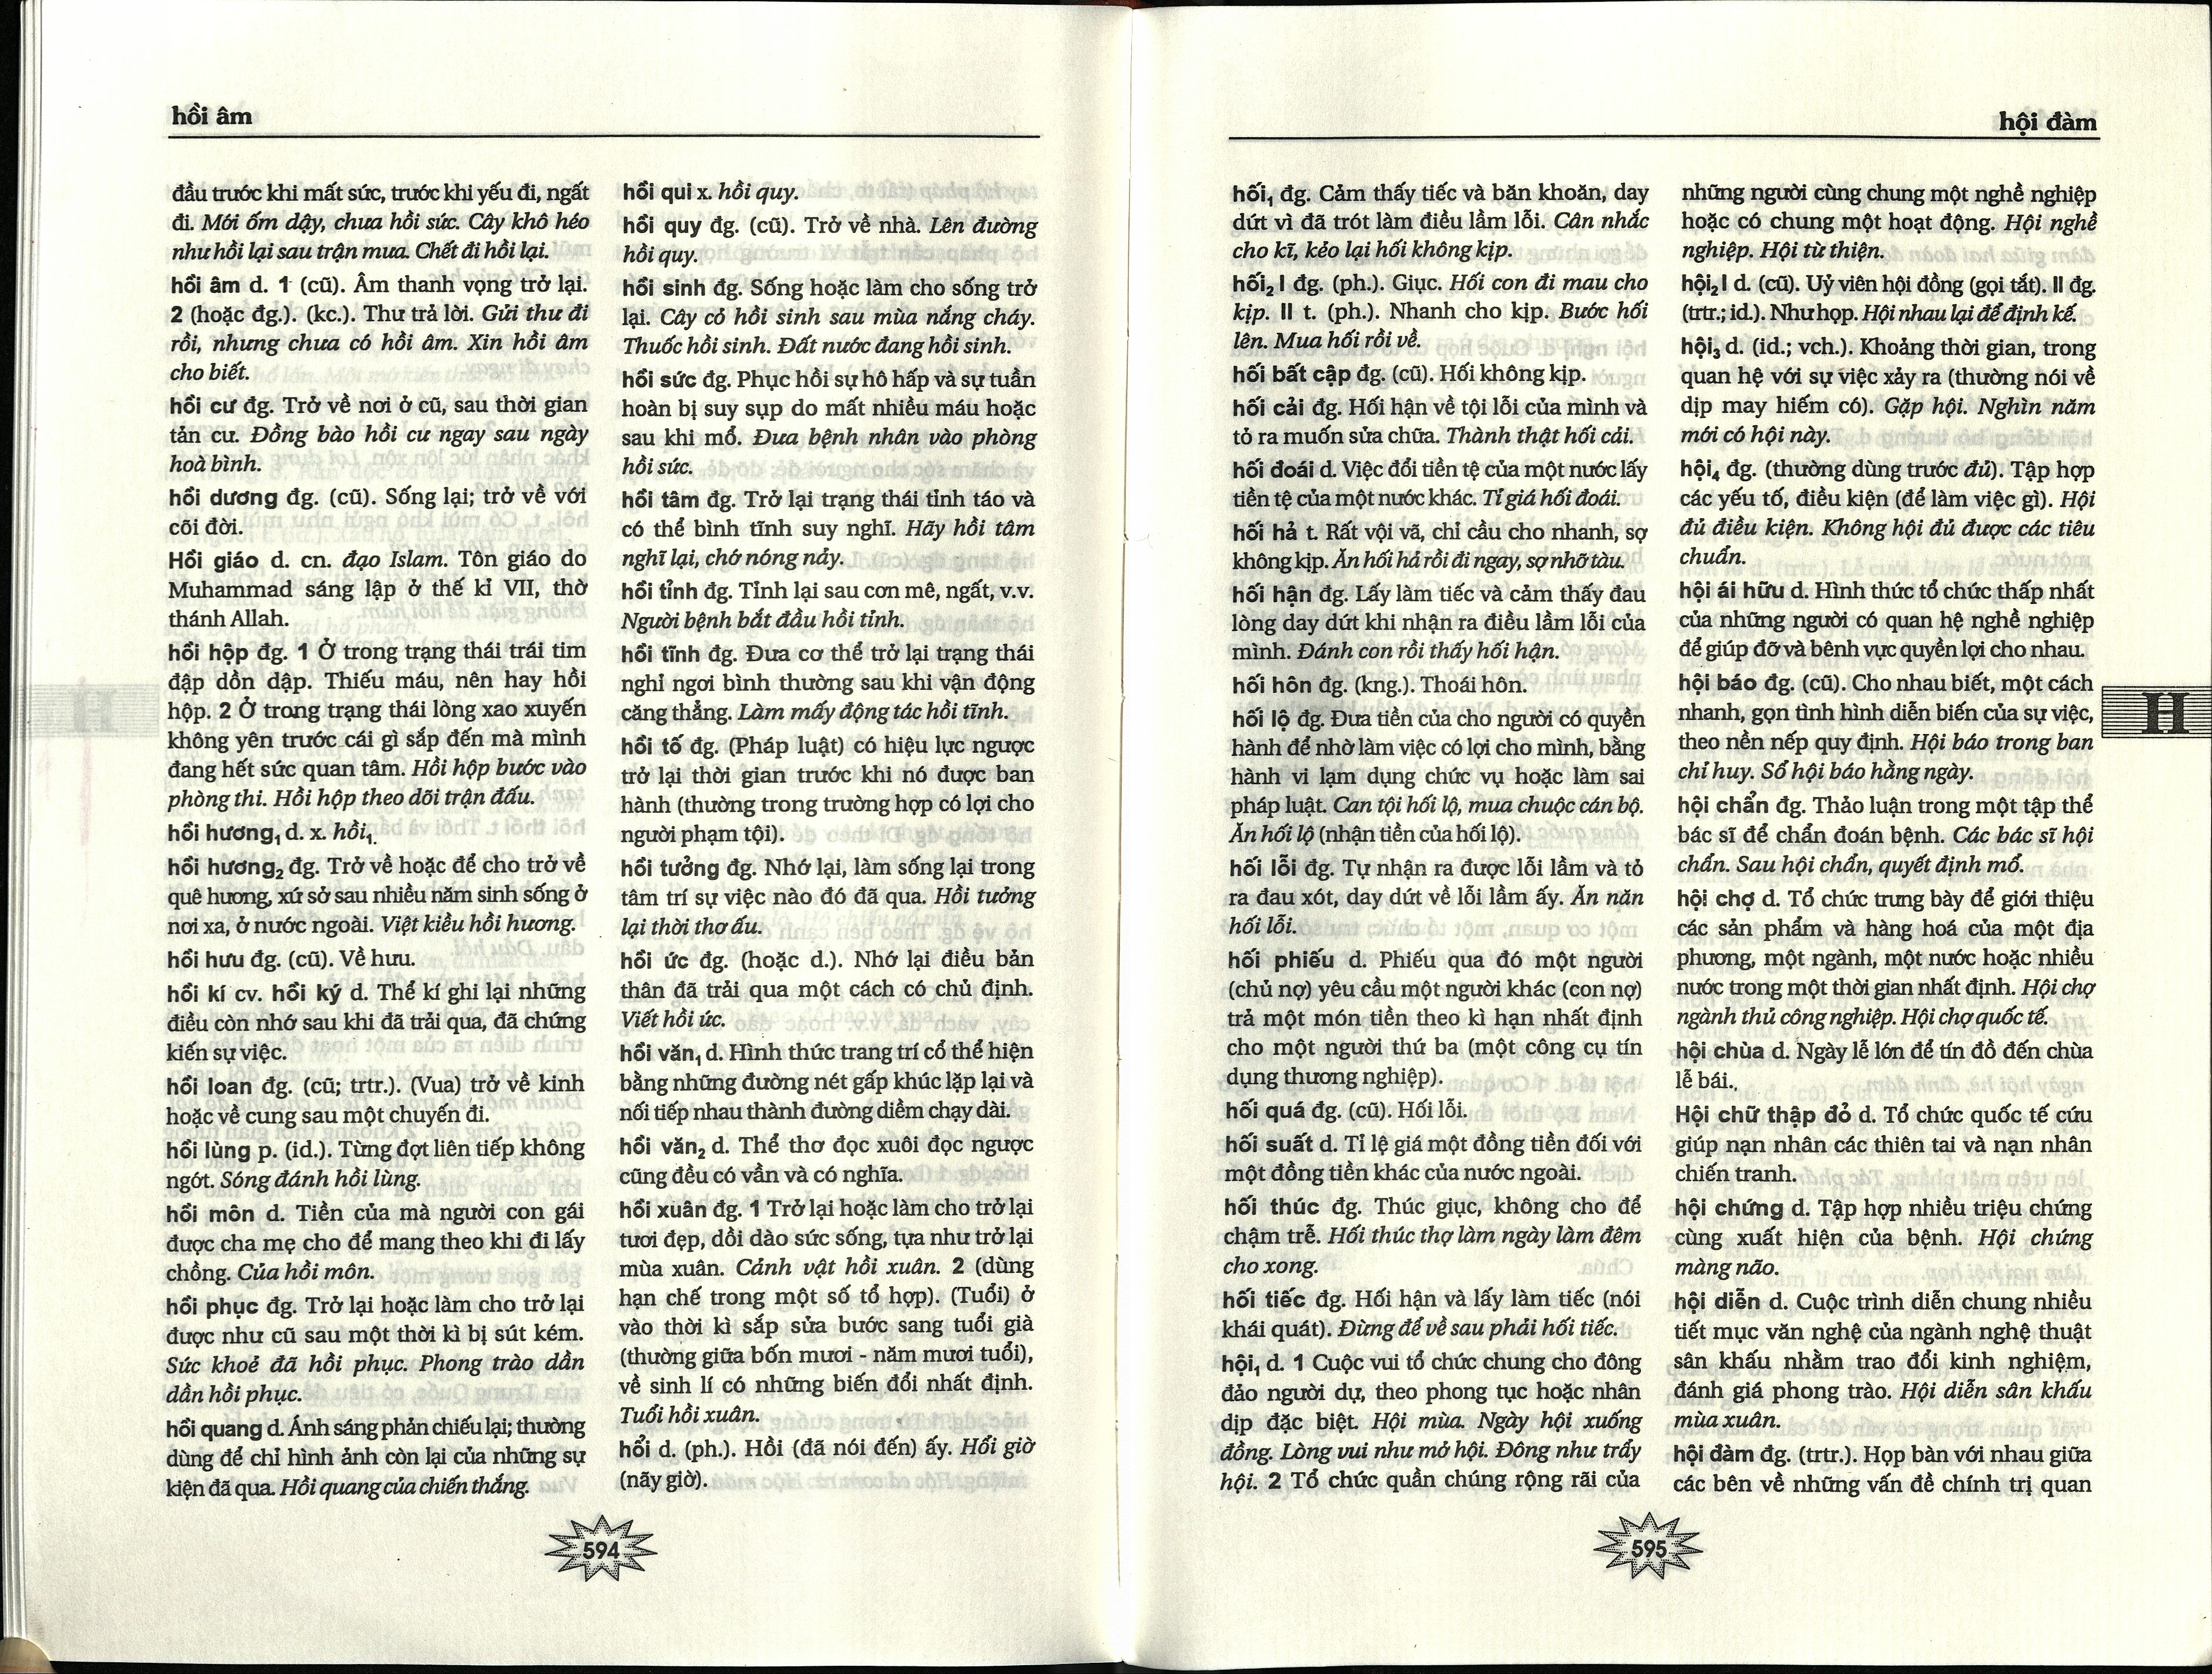 hồi âm
đầu trước khi mất sức, trước khi yếu đi, ngất
đi. Mới ốm dậy, chưa hồi sức. Cây khô héo
như hồi lại sau trận mưa. Chết đi hồi lại.
hồi âm d. 1 (cũ). Âm thanh vọng trở lại.
2 (hoặc đg.). (kc.). Thư trả lời. Gửi thư đi
rồi, nhưng chưa có hồi âm. Xin hồi âm
cho biết.
hồi cư đg. Trở về nơi ở cũ, sau thời gian
tản cư. Đồng bào hồi cư ngay sau ngày
hoà bình.
hồi dương đg. (cũ). Sống lại; trở về với
cõi đời.
Hồi giáo d. cn. đạo Islam. Tôn giáo do
Muhammad sáng lập ở thế kỉ VII, thờ
thánh Allah.
hồi hộp đg. 1 Ở trong trạng thái trái tim
đập dồn dập. Thiếu máu, nên hay hồi
hộp. 2 Ở trong trạng thái lòng xao xuyến
không yên trước cái gì sắp đến mà mình
đang hết sức quan tâm. Hồi hộp bước vào
phòng thi. Hồi hộp theo dõi trận đấu.
hồi hương₁ d. x. hồi₁.
hồi hương₂ đg. Trở về hoặc để cho trở về
quê hương, xứ sở sau nhiều năm sinh sống ở
nơi xa, ở nước ngoài. Việt kiều hồi hương.
hồi hưu đg. (cũ). Về hưu.
hồi kí cv. hồi ký d. Thể kí ghi lại những
điều còn nhớ sau khi đã trải qua, đã chứng
kiến sự việc.
hồi loan đg. (cũ; trtr.). (Vua) trở về kinh
hoặc về cung sau một chuyến đi.
hồi lùng p. (id.). Từng đợt liên tiếp không
ngớt. Sóng đánh hồi lùng.
hồi môn d. Tiền của mà người con gái
được cha mẹ cho để mang theo khi đi lấy
chồng. Của hồi môn.
hồi phục đg. Trở lại hoặc làm cho trở lại
được như cũ sau một thời kì bị sút kém.
Sức khoẻ đã hồi phục. Phong trào dần
dần hồi phục.
hồi quang d. Ánh sáng phản chiếu lại; thường
dùng để chỉ hình ảnh còn lại của những sự
kiện đã qua. Hồi quang của chiến thắng.
hồi qui x. hồi quy.
hồi quy đg. (cũ). Trở về nhà. Lên đường
hồi quy.
hồi sinh đg. Sống hoặc làm cho sống trở
lại. Cây cỏ hồi sinh sau mùa nắng cháy.
Thuốc hồi sinh. Đất nước đang hồi sinh.
hồi sức đg. Phục hồi sự hô hấp và sự tuần
hoàn bị suy sụp do mất nhiều máu hoặc
sau khi mổ. Đưa bệnh nhân vào phòng
hồi sức.
hồi tâm đg. Trở lại trạng thái tỉnh táo và
có thể bình tĩnh suy nghĩ. Hãy hồi tâm
nghĩ lại, chớ nóng nảy.
hồi tỉnh đg. Tỉnh lại sau cơn mê, ngất, v.v.
Người bệnh bắt đầu hồi tỉnh.
hồi tĩnh đg. Đưa cơ thể trở lại trạng thái
nghỉ ngơi bình thường sau khi vận động
căng thẳng. Làm mấy động tác hồi tĩnh.
hồi tố đg. (Pháp luật) có hiệu lực ngược
trở lại thời gian trước khi nó được ban
hành (thường trong trường hợp có lợi cho
người phạm tội).
hồi tưởng đg. Nhớ lại, làm sống lại trong
tâm trí sự việc nào đó đã qua. Hồi tưởng
lại thời thơ ấu.
hồi ức đg. (hoặc d.). Nhớ lại điều bản
thân đã trải qua một cách có chủ định.
Viết hồi ức.
hồi văn₁ d. Hình thức trang trí cổ thể hiện
bằng những đường nét gấp khúc lặp lại và
nối tiếp nhau thành đường diềm chạy dài.
hồi văn₂ d. Thể thơ đọc xuôi đọc ngược
cũng đều có vần và có nghĩa.
hồi xuân đg. 1 Trở lại hoặc làm cho trở lại
tươi đẹp, dồi dào sức sống, tựa như trở lại
mùa xuân. Cảnh vật hồi xuân. 2 (dùng
hạn chế trong một số tổ hợp). (Tuổi) ở
vào thời kì sắp sửa bước sang tuổi già
(thường giữa bốn mươi - năm mươi tuổi),
về sinh lí có những biến đổi nhất định.
Tuổi hồi xuân.
hổi d. (ph.). Hồi (đã nói đến) ấy. Hổi giờ
(nãy giờ).
594
hội đàm
hối₁ đg. Cảm thấy tiếc và băn khoăn, day
dứt vì đã trót làm điều lầm lỗi. Cân nhắc
cho kĩ, kẻo lại hối không kịp.
hối₂ I đg. (ph.). Giục. Hối con đi mau cho
kịp. II t. (ph.). Nhanh cho kịp. Bước hối
lên. Mua hối rồi về.
hối bất cập đg. (cũ). Hối không kịp.
hối cải đg. Hối hận về tội lỗi của mình và
tỏ ra muốn sửa chữa. Thành thật hối cải.
hối đoái d. Việc đổi tiền tệ của một nước lấy
tiền tệ của một nước khác. Tỉ giá hối đoái.
hối hả t. Rất vội vã, chỉ cầu cho nhanh, sợ
không kịp. Ăn hối hả rồi đi ngay, sợ nhỡ tàu.
hối hận đg. Lấy làm tiếc và cảm thấy đau
lòng day dứt khi nhận ra điều lầm lỗi của
mình. Đánh con rồi thấy hối hận.
hối hôn đg. (kng.). Thoái hôn.
hối lộ đg. Đưa tiền của cho người có quyền
hành để nhờ làm việc có lợi cho mình, bằng
hành vi lạm dụng chức vụ hoặc làm sai
pháp luật. Can tội hối lộ, mua chuộc cán bộ.
Ăn hối lộ (nhận tiền của hối lộ).
hối lỗi đg. Tự nhận ra được lỗi lầm và tỏ
ra đau xót, day dứt về lỗi lầm ấy. Ăn năn
hối lỗi.
hối phiếu d. Phiếu qua đó một người
(chủ nợ) yêu cầu một người khác (con nợ)
trả một món tiền theo kì hạn nhất định
cho một người thứ ba (một công cụ tín
dụng thương nghiệp).
hối quá đg. (cũ). Hối lỗi.
hối suất d. Tỉ lệ giá một đồng tiền đối với
một đồng tiền khác của nước ngoài.
hối thúc đg. Thúc giục, không cho để
chậm trễ. Hối thúc thợ làm ngày làm đêm
cho xong.
hối tiếc đg. Hối hận và lấy làm tiếc (nói
khái quát). Đừng để về sau phải hối tiếc.
hội₁ d. 1 Cuộc vui tổ chức chung cho đông
đảo người dự, theo phong tục hoặc nhân
dịp đặc biệt. Hội mùa. Ngày hội xuống
đồng. Lòng vui như mở hội. Đông như trẩy
hội. 2 Tổ chức quần chúng rộng rãi của
những người cùng chung một nghề nghiệp
hoặc có chung một hoạt động. Hội nghề
nghiệp. Hội từ thiện.
hội₂ I d. (cũ). Uỷ viên hội đồng (gọi tắt). II đg.
(trtr.; id.). Như họp. Hội nhau lại để định kế.
hội₃ d. (id.; vch.). Khoảng thời gian, trong
quan hệ với sự việc xảy ra (thường nói về
dịp may hiếm có). Gặp hội. Nghìn năm
mới có hội này.
hội₄ đg. (thường dùng trước đủ). Tập hợp
các yếu tố, điều kiện (để làm việc gì). Hội
đủ điều kiện. Không hội đủ được các tiêu
chuẩn.
hội ái hữu d. Hình thức tổ chức thấp nhất
của những người có quan hệ nghề nghiệp
để giúp đỡ và bênh vực quyền lợi cho nhau.
hội báo đg. (cũ). Cho nhau biết, một cách
nhanh, gọn tình hình diễn biến của sự việc,
theo nền nếp quy định. Hội báo trong ban
chỉ huy. Sổ hội báo hằng ngày.
hội chẩn đg. Thảo luận trong một tập thể
bác sĩ để chẩn đoán bệnh. Các bác sĩ hội
chẩn. Sau hội chẩn, quyết định mổ.
hội chợ d. Tổ chức trưng bày để giới thiệu
các sản phẩm và hàng hoá của một địa
phương, một ngành, một nước hoặc nhiều
nước trong một thời gian nhất định. Hội chợ
ngành thủ công nghiệp. Hội chợ quốc tế.
hội chùa d. Ngày lễ lớn để tín đồ đến chùa
lễ bái.
Hội chữ thập đỏ d. Tổ chức quốc tế cứu
giúp nạn nhân các thiên tai và nạn nhân
chiến tranh.
hội chứng d. Tập hợp nhiều triệu chứng
cùng xuất hiện của bệnh. Hội chứng
màng não.
hội diễn d. Cuộc trình diễn chung nhiều
tiết mục văn nghệ của ngành nghệ thuật
sân khấu nhằm trao đổi kinh nghiệm,
đánh giá phong trào. Hội diễn sân khấu
mùa xuân.
hội đàm đg. (trtr.). Họp bàn với nhau giữa
các bên về những vấn đề chính trị quan
H
595